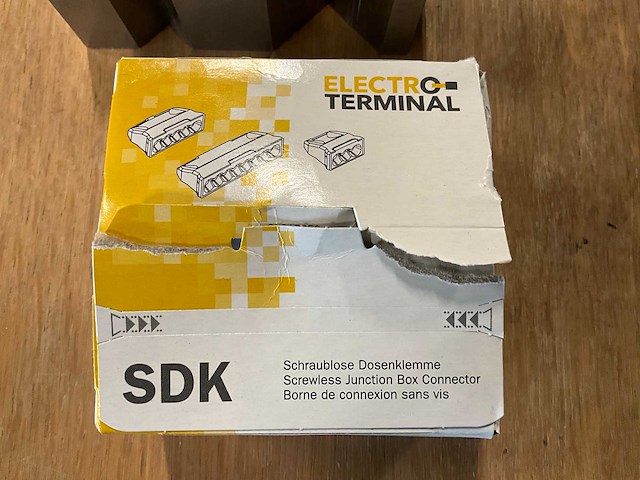 ELECTRO
TERMINAL
SDK
Schraublose Dosenklemme
Screwless Junction Box Connector
Borne de connexion sans vis